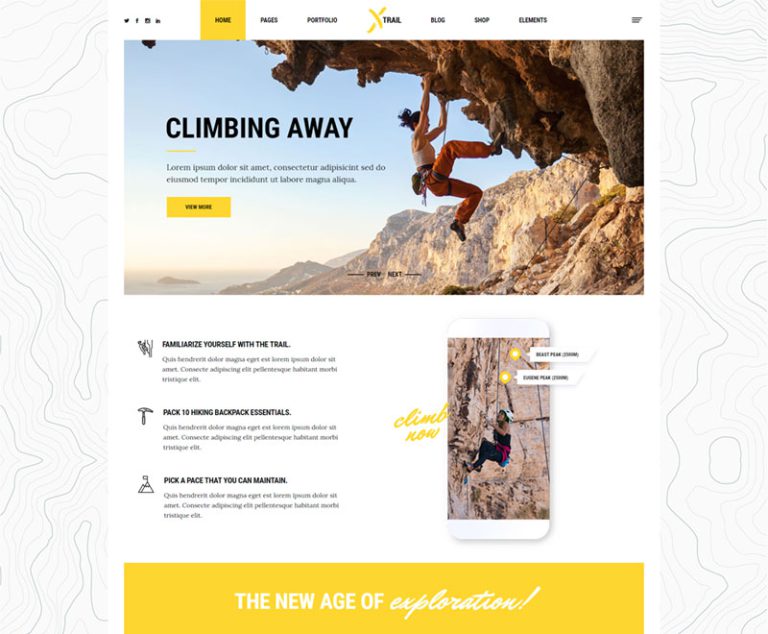 HOME
PAGES
PORTFOLIO
X TRAIL
BLOG
SHOP
ELEMENTS
CLIMBING AWAY
Lorem ipsum dolor sit amet, consectetur adipisicint sed do
eiusmod tempor incididunt ut labore magna aliqua.
VIEW MORE
PREV NEXT
FAMILIARIZE YOURSELF WITH THE TRAIL.
Quis hendrerit dolor magna eget est lorem ipsum dolor sit
amet. Consecte adipiscing elit pellentesque habitant morbi
tristique elit.
PACK 10 HIKING BACKPACK ESSENTIALS.
Quis hendrerit dolor magna eget est lorem ipsum dolor sit
amet. Consecte adipiscing elit pellentesque habitant morbi
tristique elit.
PICK A PACE THAT YOU CAN MAINTAIN.
Quis hendrerit dolor magna eget est lorem ipsum dolor sit
amet. Consecte adipiscing elit pellentesque habitant morbi
tristique elit.
BEAST PEAK (2500M)
EUGENE PEAK (2500M)
climb
now
THE NEW AGE OF exploration!